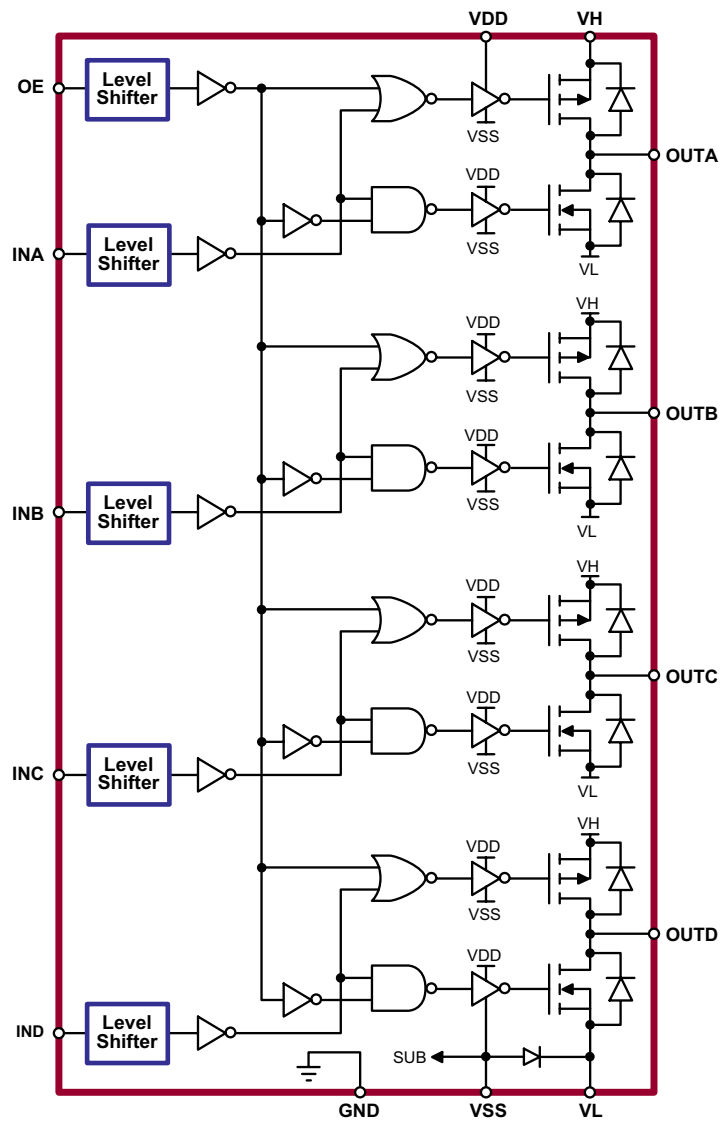 VDD VH
OE
Level
Shifter
VSS
OUTA
VDD
INA
Level
Shifter
VSS
VL
VH
VDD
VSS
OUTB
VDD
INB
Level
Shifter
VSS
VL
VH
VDD
VSS
OUTC
VDD
INC
Level
Shifter
VSS
VL
VH
VDD
VSS
OUTD
VDD
IND
Level
Shifter
SUB
GND VSS VL